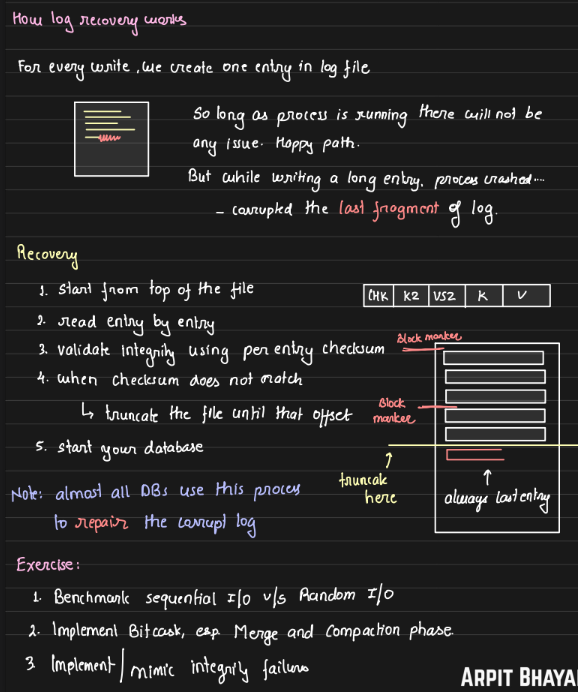 How log recovery works
For every write, we create one entry in log file
So long as process is running there will not be
any issue. Happy path.
But while writing a long entry, process crashed....
- corrupted the last fragment of log.
Recovery
1. start from top of the file
2. read entry by entry
3. validate integrity using per entry checksum
4. when checksum does not match
↳ truncate the file until that offset
5. start your database
CHK KZ VSZ K V
Block marker
Block
marker
truncate
here
always last entry
Note: almost all DBs use this process
to repair the corrupt log
Exercise:
1. Benchmark sequential I/O v/s Random I/O
2. Implement Bitcask, esp. Merge and Compaction phase.
3. Implement / mimic integrity failures
ARPIT BHAYA